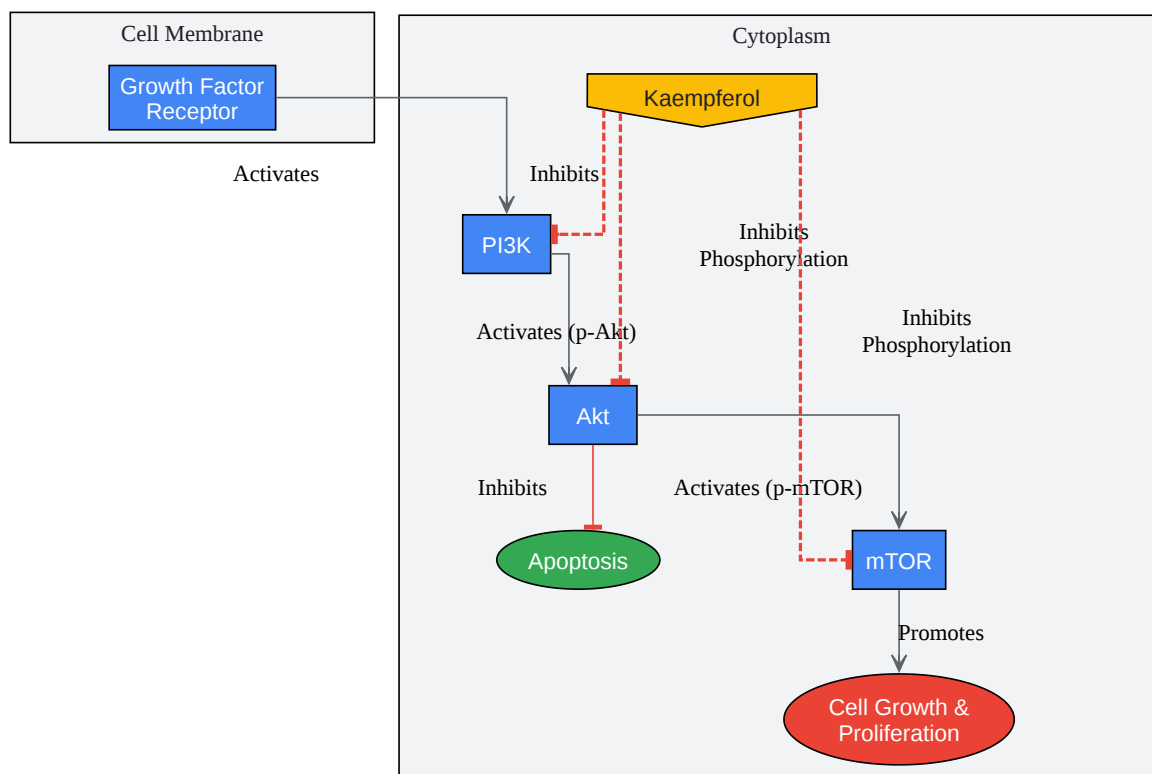 Cell Membrane
Growth Factor
Receptor
Activates
Cytoplasm
Kaempferol
Inhibits
PI3K
Inhibits
Phosphorylation
Inhibits
Phosphorylation
Activates (p-Akt)
Akt
Inhibits
Activates (p-mTOR)
Apoptosis
mTOR
Promotes
Cell Growth &
Proliferation